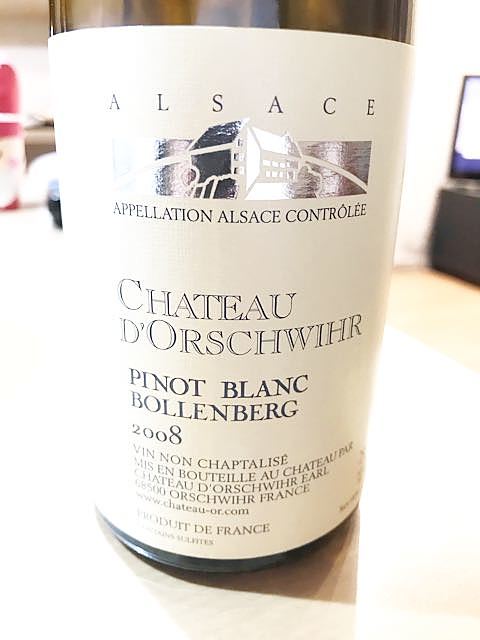 ALSACE
APPELLATION ALSACE CONTRÔLÉE
CHATEAU
D'ORSCHWIHR
PINOT BLANC
BOLLENBERG
2008
VIN NON CHAPTALISÉ
MIS EN BOUTEILLE AU CHATEAU PAR
CHATEAU D'ORSCHWIHR EARL
68500 ORSCHWIHR FRANCE
www.chateau-or.com
PRODUIT DE FRANCE
CONTAINS SULFITES